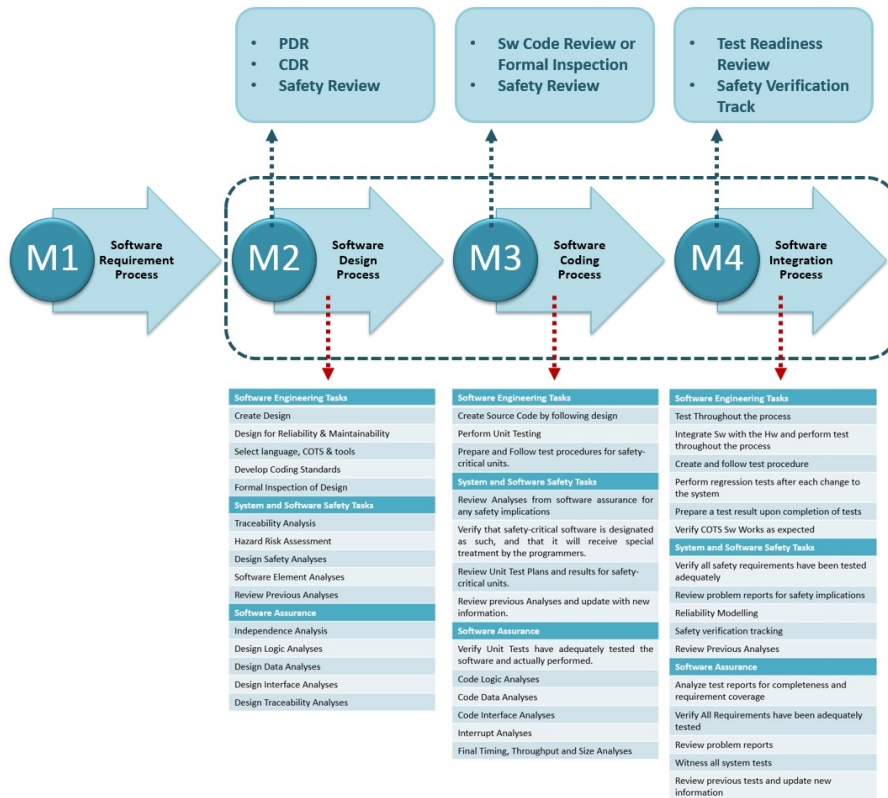 • PDR
• CDR
• Safety Review
• Sw Code Review or
Formal Inspection
• Safety Review
• Test Readiness
Review
• Safety Verification
Track
M1
Software
Requirement
Process
M2
Software
Design
Process
M3
Software
Coding
Process
M4
Software
Integration
Process
Software Engineering Tasks
Create Design
Design for Reliability & Maintainability
Select language, COTS & tools
Develop Coding Standards
Formal Inspection of Design
System and Software Safety Tasks
Traceability Analysis
Hazard Risk Assessment
Design Safety Analyses
Software Element Analyses
Review Previous Analyses
Software Assurance
Independence Analysis
Design Logic Analyses
Design Data Analyses
Design Interface Analyses
Design Traceability Analyses
Software Engineering Tasks
Create Source Code by following design
Perform Unit Testing
Prepare and Follow test procedures for safety-
critical units.
System and Software Safety Tasks
Review Analyses from software assurance for
any safety implications
Verify that safety-critical software is designated
as such, and that it will receive special
treatment by the programmers.
Review Unit Test Plans and results for safety-
critical units.
Review previous Analyses and update with new
information.
Software Assurance
Verify Unit Tests have adequately tested the
software and actually performed.
Code Logic Analyses
Code Data Analyses
Code Interface Analyses
Interrupt Analyses
Final Timing, Throughput and Size Analyses
Software Engineering Tasks
Test Throughout the process
Integrate Sw with the Hw and perform test
throughout the process
Create and follow test procedure
Perform regression tests after each change to
the system
Prepare a test result upon completion of tests
Verify COTS Sw Works as expected
System and Software Safety Tasks
Verify all safety requirements have been tested
adequately
Review problem reports for safety implications
Reliability Modelling
Safety verification tracking
Review Previous Analyses
Software Assurance
Analyze test reports for completeness and
requirement coverage
Verify All Requirements have been adequately
tested
Review problem reports
Witness all system tests
Review previous tests and update new
information